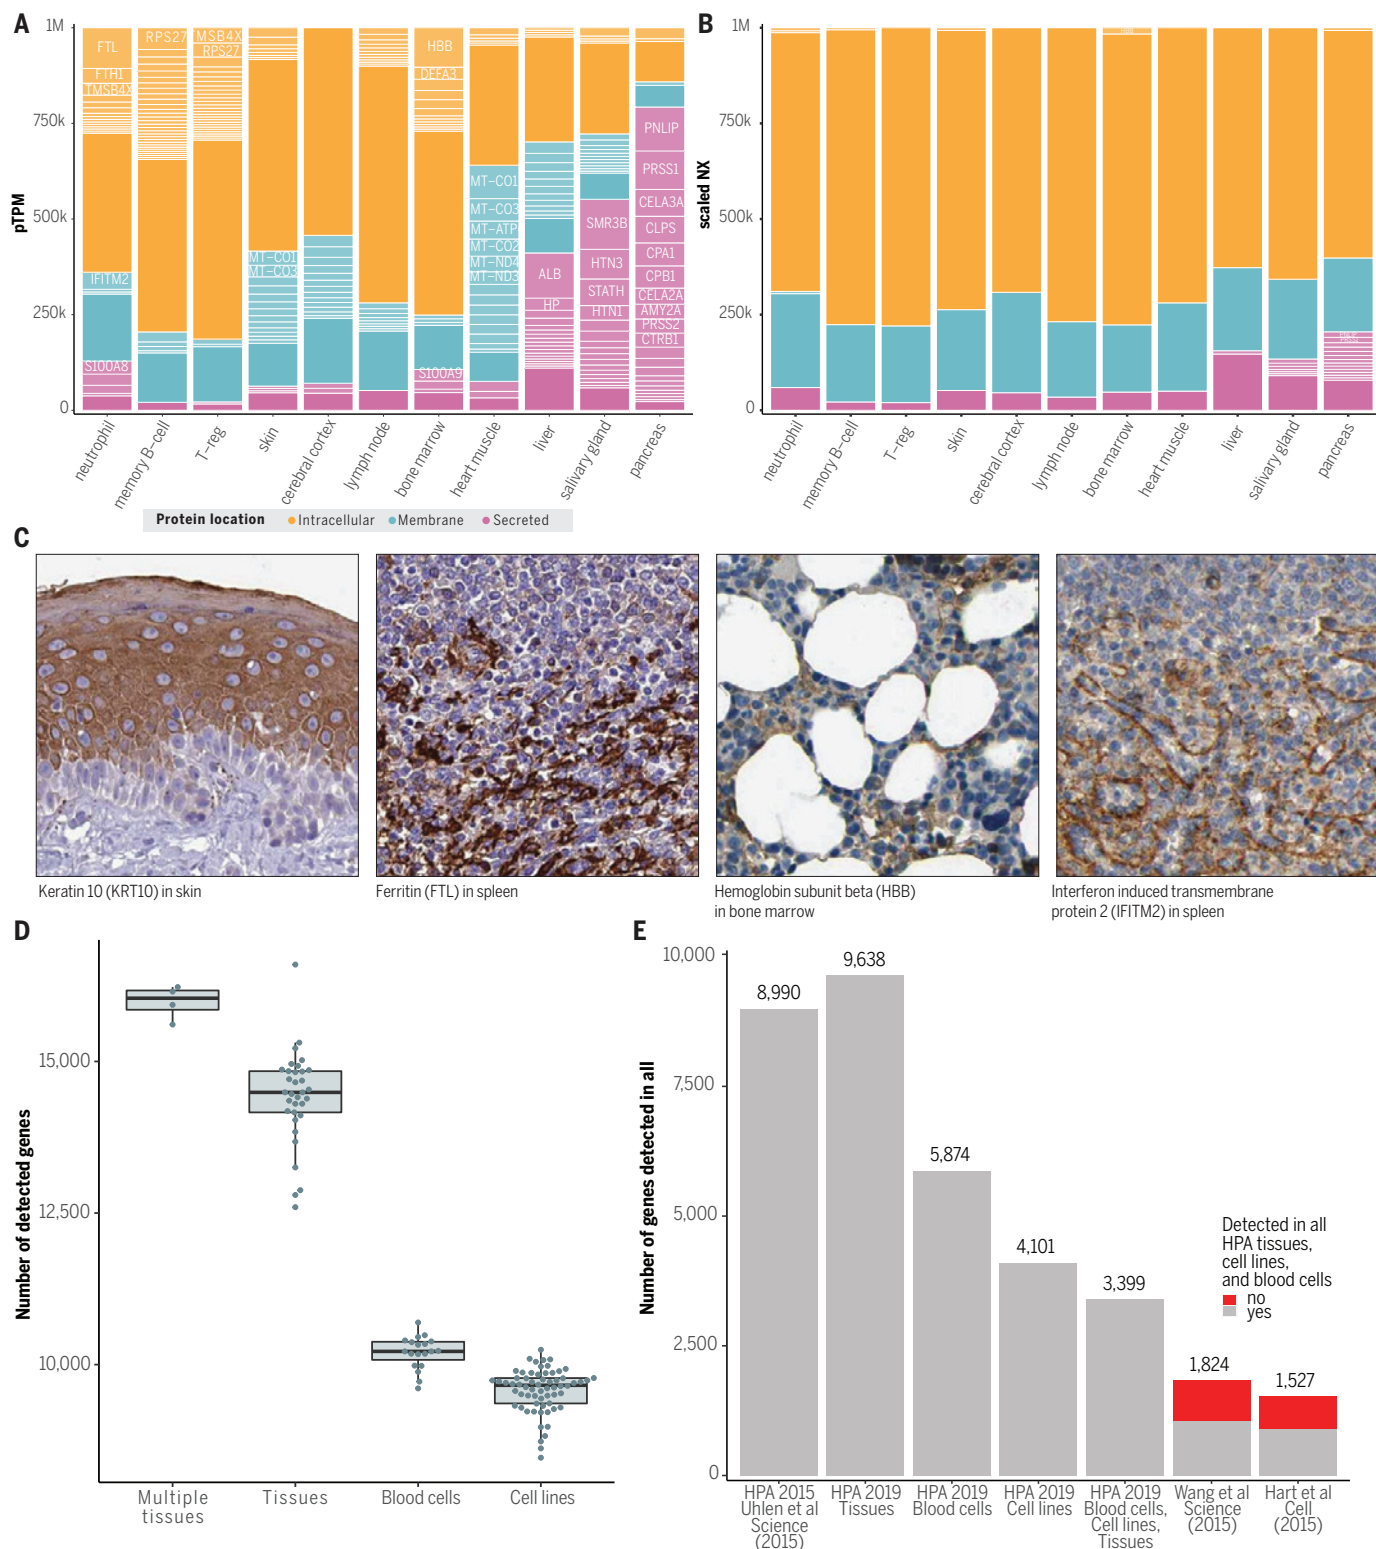 A
1M
750k
500k
250k
0
pTPM
FTL
FTH1
TMSB4X
IFITM2
S100A8
RPS27
TMSB4X
RPS27
MT-CO1
MT-CO3
HBB
DEFA3
S100A9
MT-CO1
MT-CO3
MT-ATP
MT-CO2
MT-ND4
MT-ND3
ALB
HP
SMR3B
HTN3
STATH
HTN1
PNLIP
PRSS1
CELA3A
CLPS
CPA1
CPB1
CELA2A
AMY2A
PRSS2
CTRB1
neutrophil
memory B-cell
T-reg
skin
cerebral cortex
lymph node
bone marrow
heart muscle
liver
salivary gland
pancreas
Protein location Intracellular Membrane Secreted
B
1M
750k
500k
250k
0
scaled NX
PNLIP
PRSS1
neutrophil
memory B-cell
T-reg
skin
cerebral cortex
lymph node
bone marrow
heart muscle
liver
salivary gland
pancreas
C
Keratin 10 (KRT10) in skin
Ferritin (FTL) in spleen
Hemoglobin subunit beta (HBB)
in bone marrow
Interferon induced transmembrane
protein 2 (IFITM2) in spleen
D
Number of detected genes
15,000
12,500
10,000
Multiple
tissues
Tissues
Blood cells
Cell lines
E
Number of genes detected in all
10,000
7,500
5,000
2,500
0
8,990
9,638
5,874
4,101
3,399
1,824
1,527
Detected in all
HPA tissues,
cell lines,
and blood cells
no
yes
HPA 2015
Uhlen et al
Science
(2015)
HPA 2019
Tissues
HPA 2019
Blood cells
HPA 2019
Cell lines
HPA 2019
Blood cells,
Cell lines,
Tissues
Wang et al
Science
(2015)
Hart et al
Cell
(2015)